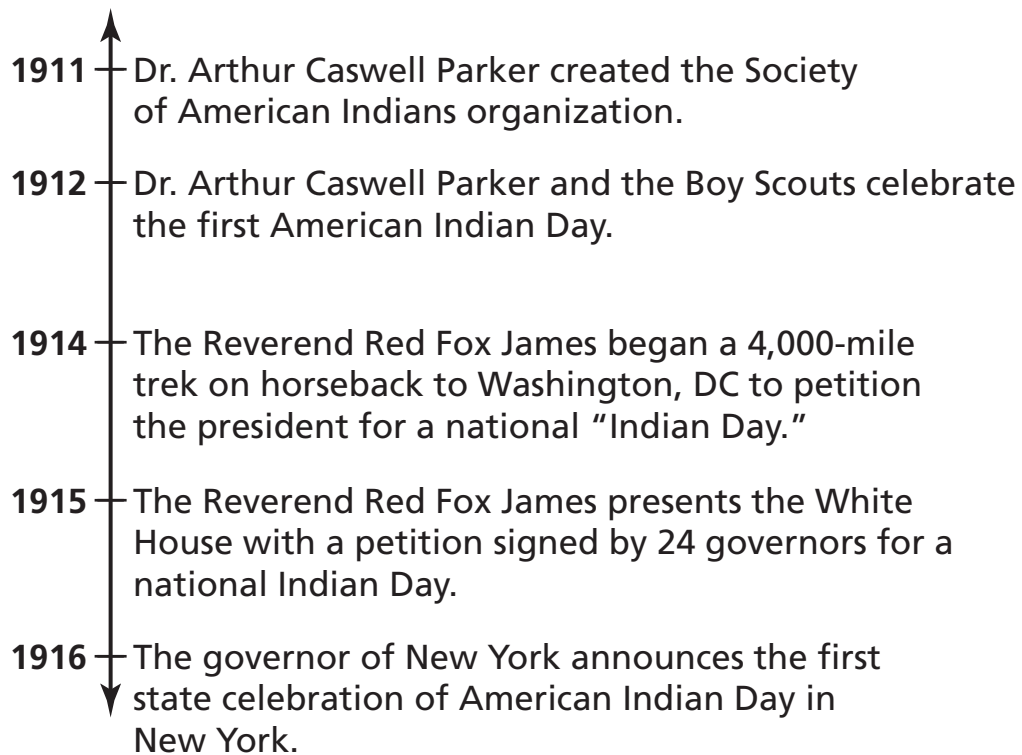 1911 Dr. Arthur Caswell Parker created the Society
of American Indians organization.
1912 Dr. Arthur Caswell Parker and the Boy Scouts celebrate
the first American Indian Day.
1914 The Reverend Red Fox James began a 4,000-mile
trek on horseback to Washington, DC to petition
the president for a national “Indian Day.”
1915 The Reverend Red Fox James presents the White
House with a petition signed by 24 governors for a
national Indian Day.
1916 The governor of New York announces the first
state celebration of American Indian Day in
New York.